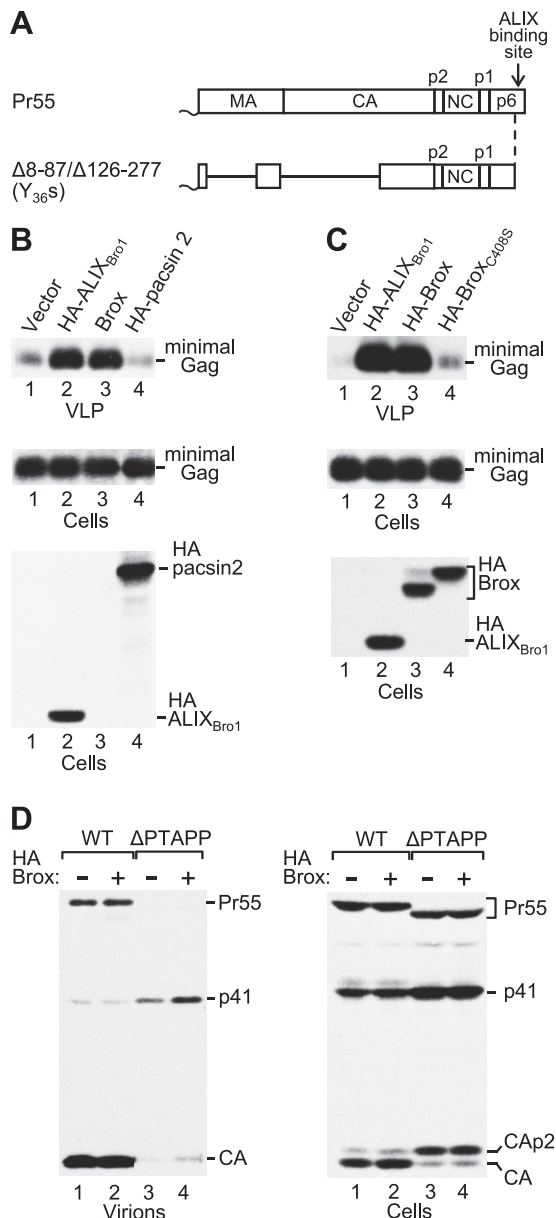 A
ALIX
binding
site
p2
p1
Pr55
MA
CA
NC
p6
Δ8-87/Δ126-277
(Y36s)
p2
p1
NC
B
Vector
HA-ALIXBro1
Brox
HA-pacsin 2
minimal
Gag
1 2 3 4
VLP
minimal
Gag
1 2 3 4
Cells
HA
pacsin2
HA
ALIXBro1
1 2 3 4
Cells
C
Vector
HA-ALIXBro1
HA-Brox
HA-BroxC408S
minimal
Gag
1 2 3 4
VLP
minimal
Gag
1 2 3 4
Cells
HA
Brox
HA
ALIXBro1
1 2 3 4
Cells
D
WT ΔPTAPP
HA
Brox: - + - +
Pr55
p41
CA
1 2 3 4
Virions
WT ΔPTAPP
HA
Brox: - + - +
Pr55
p41
CAp2
CA
1 2 3 4
Cells